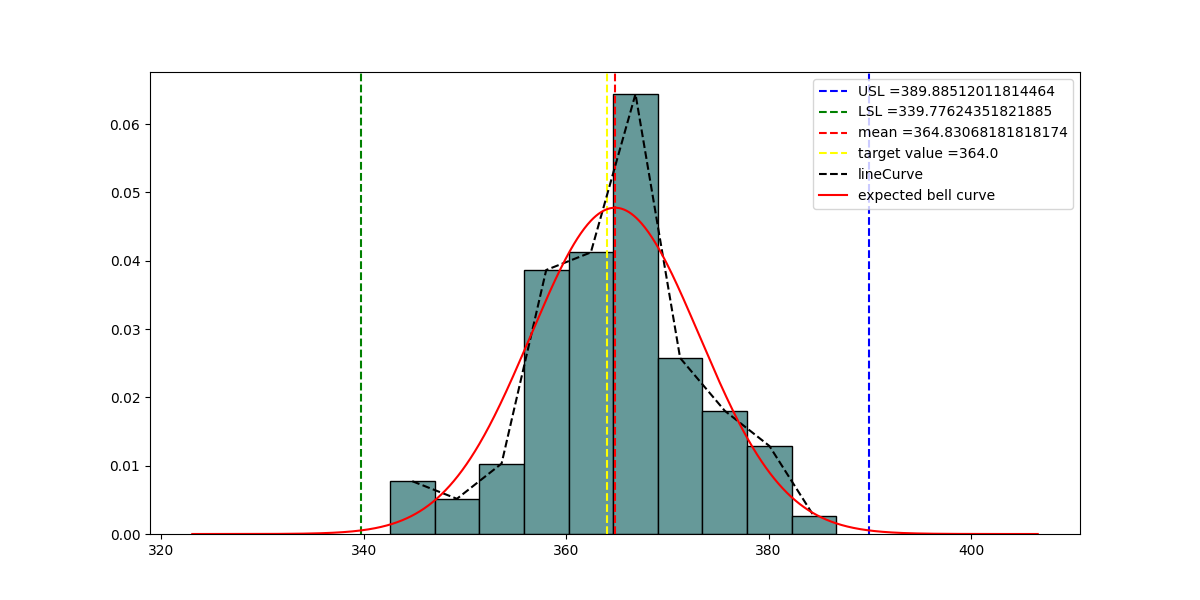 USL =389.88512011814464
LSL =339.77624351821885
mean =364.83068181818174
target value =364.0
lineCurve
expected bell curve
0.06
0.05
0.04
0.03
0.02
0.01
0.00
320 340 360 380 400